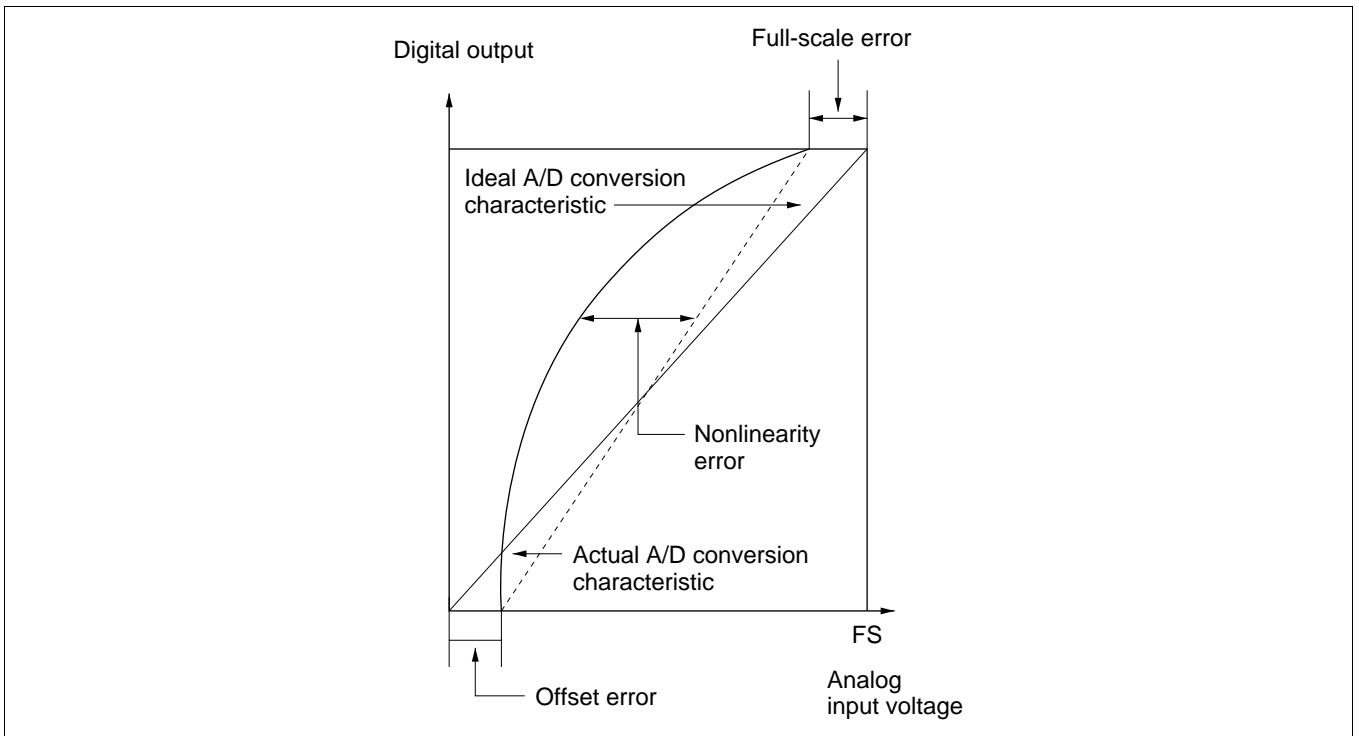 Full-scale error
Digital output
Ideal A/D conversion
characteristic
Nonlinearity
error
Actual A/D conversion
characteristic
FS
Offset error
Analog
input voltage